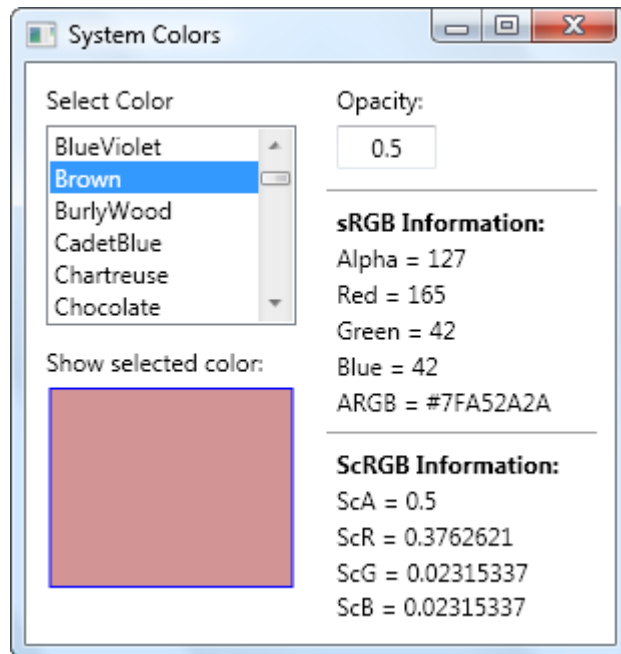 System Colors
Select Color
BlueViolet
Brown
BurlyWood
CadetBlue
Chartreuse
Chocolate
Show selected color:
Opacity:
0.5
sRGB Information:
Alpha = 127
Red = 165
Green = 42
Blue = 42
ARGB = #7FA52A2A
ScRGB Information:
ScA = 0.5
ScR = 0.3762621
ScG = 0.02315337
ScB = 0.02315337